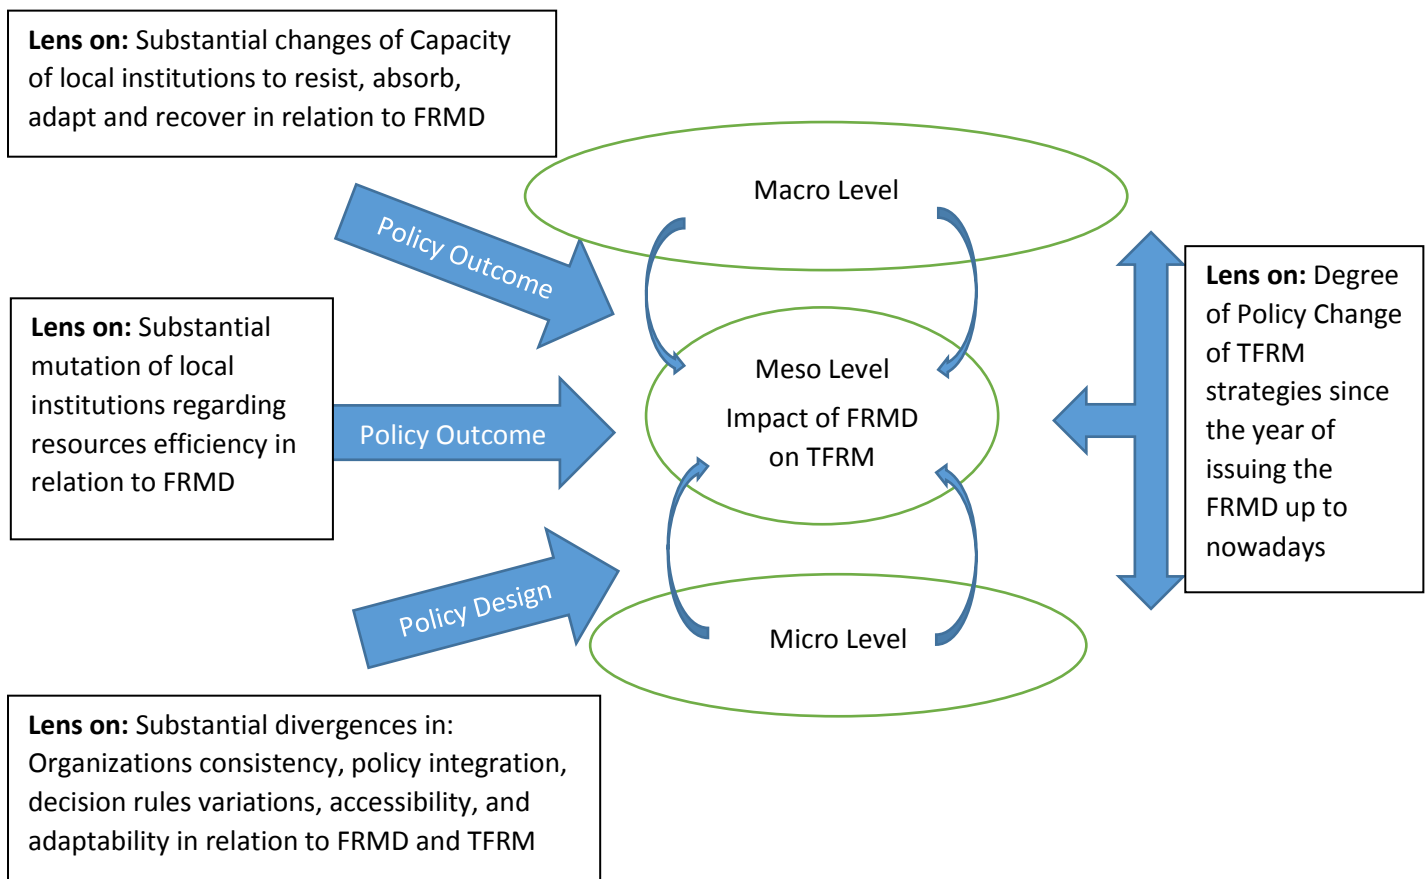 Lens on: Substantial changes of Capacity
of local institutions to resist, absorb,
adapt and recover in relation to FRMD
Macro Level
Policy Outcome
Lens on: Substantial
mutation of local
institutions regarding
resources efficiency in
relation to FRMD
Policy Outcome
Meso Level
Impact of FRMD
on TFRM
Lens on: Degree
of Policy Change
of TFRM
strategies since
the year of
issuing the
FRMD up to
nowadays
Policy Design
Micro Level
Lens on: Substantial divergences in:
Organizations consistency, policy integration,
decision rules variations, accessibility, and
adaptability in relation to FRMD and TFRM